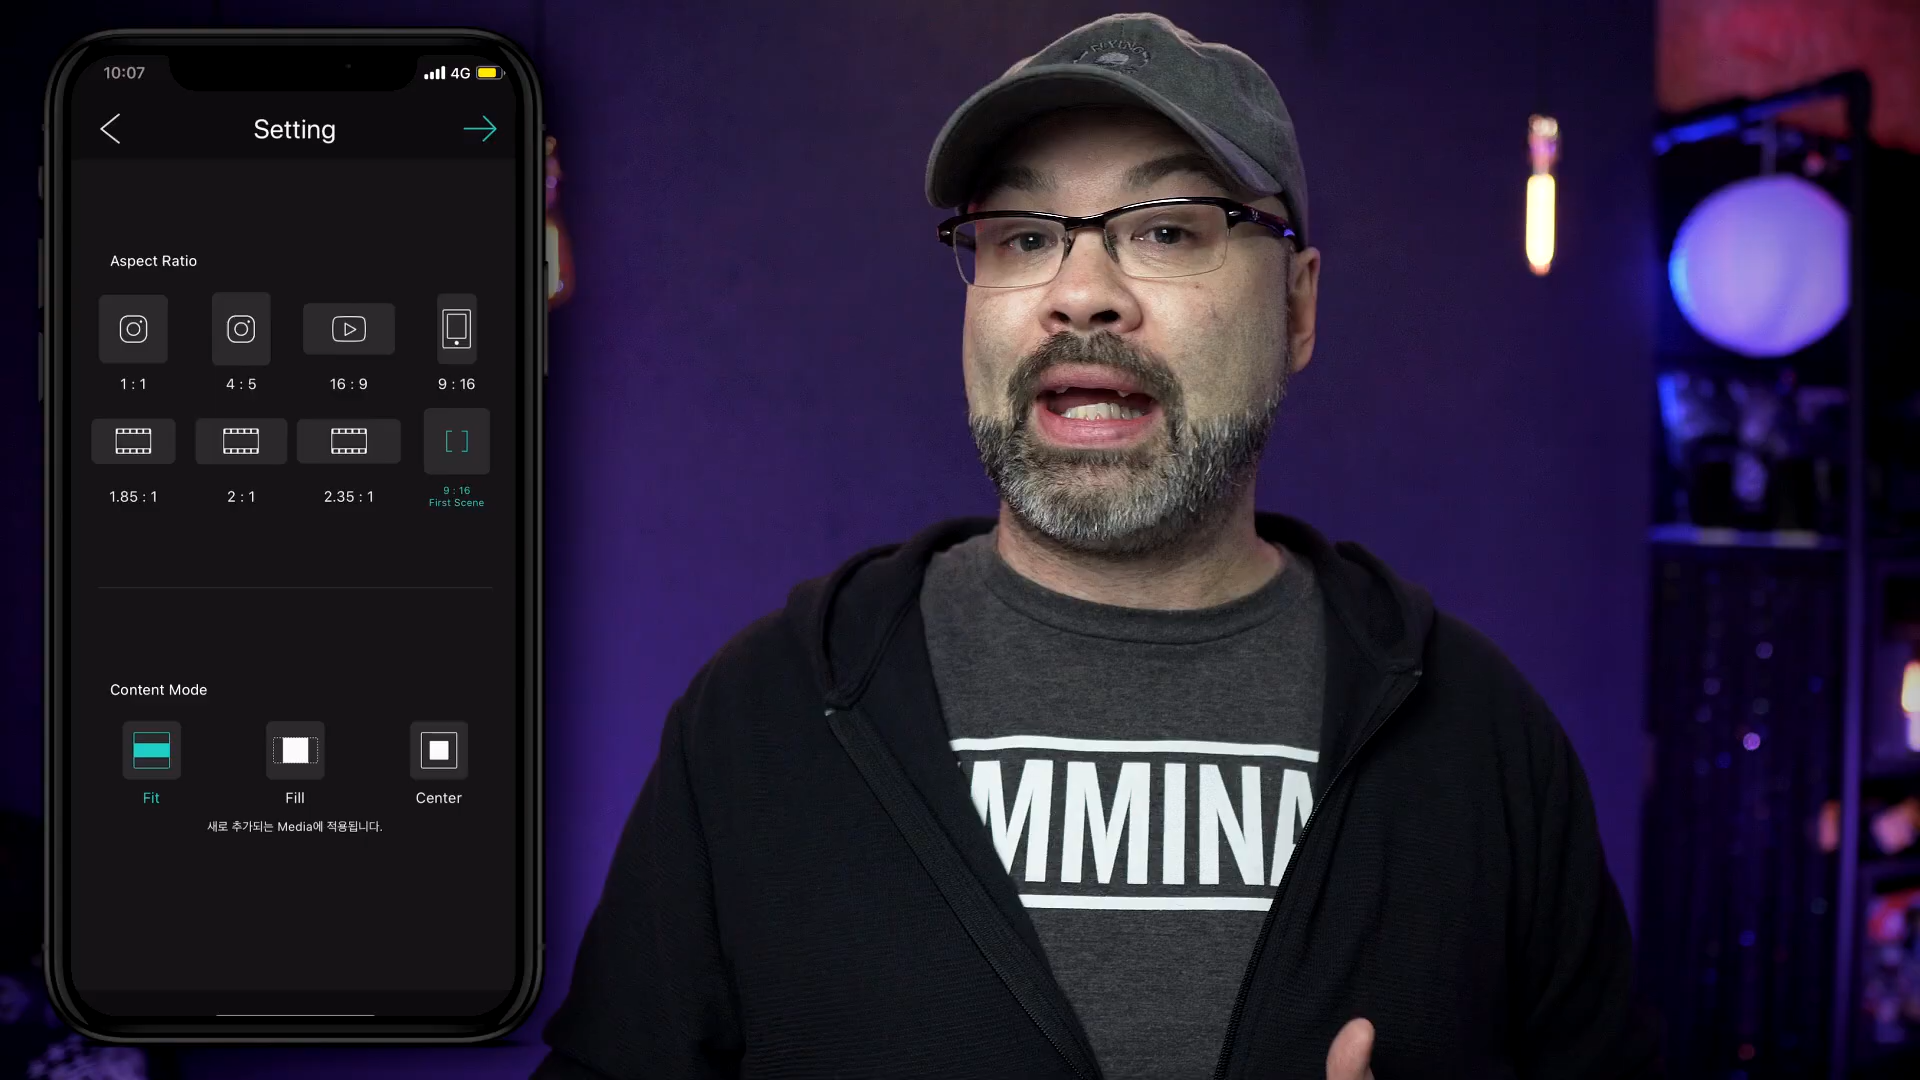 10:07
4G
Setting
Aspect Ratio
1 : 1
4 : 5
16 : 9
9 : 16
1.85 : 1
2 : 1
2.35 : 1
9 : 16
First Scene
Content Mode
Fit
Fill
Center
새로 추가되는 Media에 적용됩니다.
FLYING
MMINA